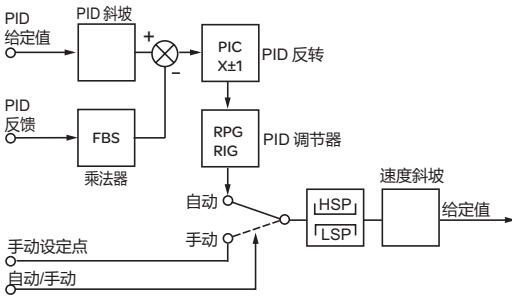 PID
给定值
PID 斜坡
+
−
PIC
X±1
PID 反转
PID
反馈
FBS
乘法器
RPG
RIG
PID 调节器
自动
手动
HSP
LSP
速度斜坡
给定值
手动设定点
自动/手动